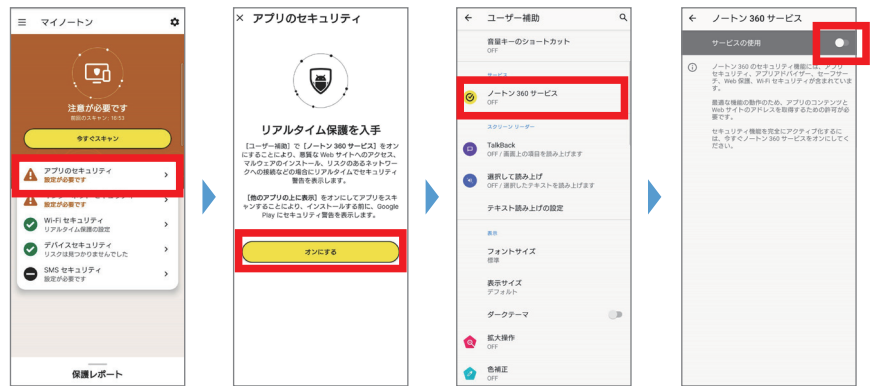 マイノートン
注意が必要です
前回のスキャン: 16:53
今すぐスキャン
アプリのセキュリティ
設定が必要です
設定が必要です
Wi-Fi セキュリティ
リアルタイム保護の設定
デバイスセキュリティ
リスクは見つかりませんでした
SMS セキュリティ
設定が必要です
保護レポート
× アプリのセキュリティ
リアルタイム保護を入手
[ユーザー補助] で [ノートン 360 サービス] をオン
にすることにより、悪質な Web サイトへのアクセス、
マルウェアのインストール、リスクのあるネットワー
クへの接続などの場合にリアルタイムでセキュリティ
警告を表示します。
[他のアプリの上に表示] をオンにしてアプリをスキ
ャンすることにより、インストールする前に、Google
Play にセキュリティ警告を表示します。
オンにする
ユーザー補助
音量キーのショートカット
OFF
サービス
ノートン 360 サービス
OFF
スクリーン リーダー
TalkBack
OFF / 画面上の項目を読み上げます
選択して読み上げ
OFF / 選択したテキストを読み上げます
テキスト読み上げの設定
表示
フォントサイズ
標準
表示サイズ
デフォルト
ダークテーマ
拡大操作
OFF
色補正
OFF
ノートン 360 サービス
サービスの使用
ノートン 360 のセキュリティ機能には、アプリ
セキュリティ、アプリアドバイザー、セーフサー
チ、Web 保護、Wi-Fi セキュリティが含まれていま
す。
最適な機能の動作のため、アプリのコンテンツと
Web サイトのアドレスを取得するための許可が必
要です。
セキュリティ機能を完全にアクティブ化するに
は、今すぐノートン 360 サービスをオンにしてく
ださい。